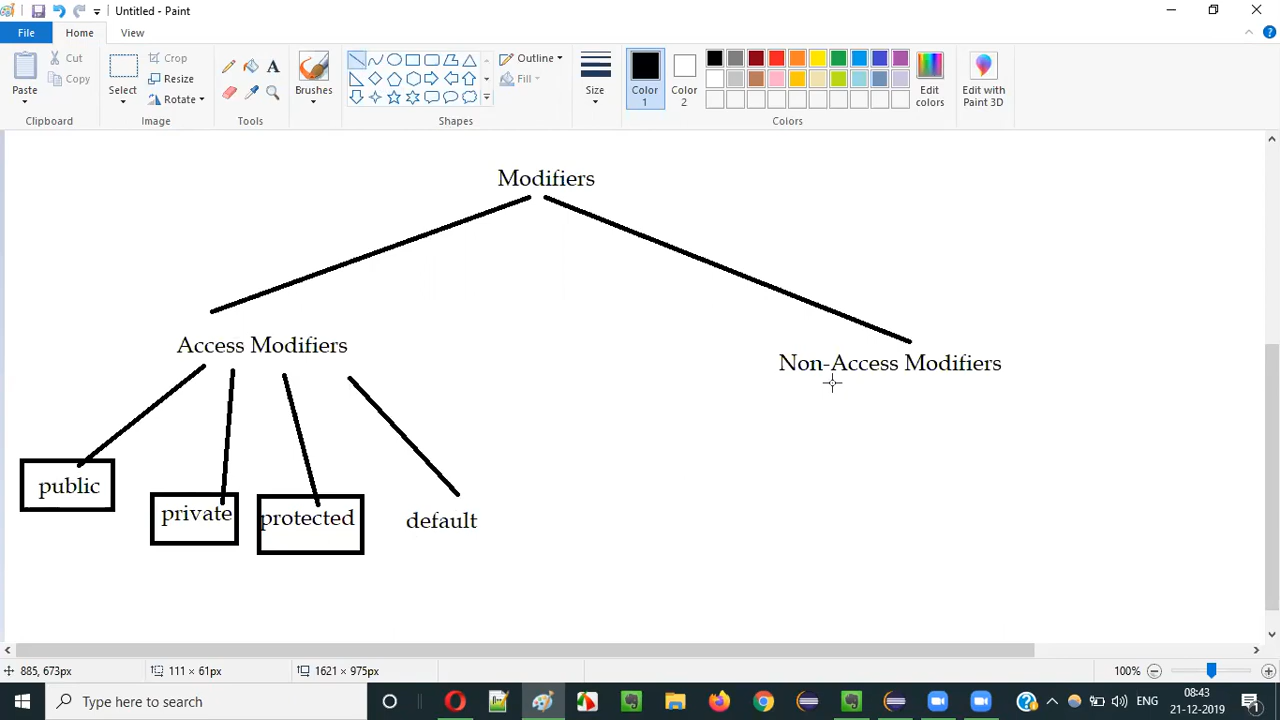 Untitled - Paint
File Home View
Paste
Cut
Copy
Clipboard
Select
Crop
Resize
Rotate
Image
A
Tools
Brushes
Outline
Fill
Shapes
Size
Color 1
Color 2
Edit colors
Colors
Edit with Paint 3D
Modifiers
Access Modifiers
Non-Access Modifiers
public
private
protected
default
885, 673px
111 × 61px
1621 × 975px
100%
Type here to search
ENG
08:43
21-12-2019